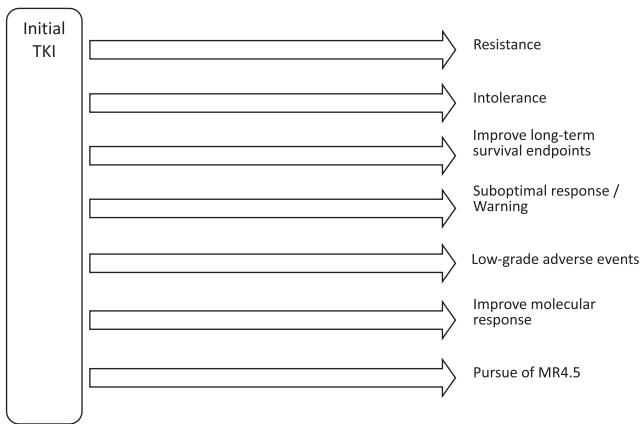 Initial
TKI
Resistance
Intolerance
Improve long-term
survival endpoints
Suboptimal response /
Warning
Low-grade adverse events
Improve molecular
response
Pursue of MR4.5